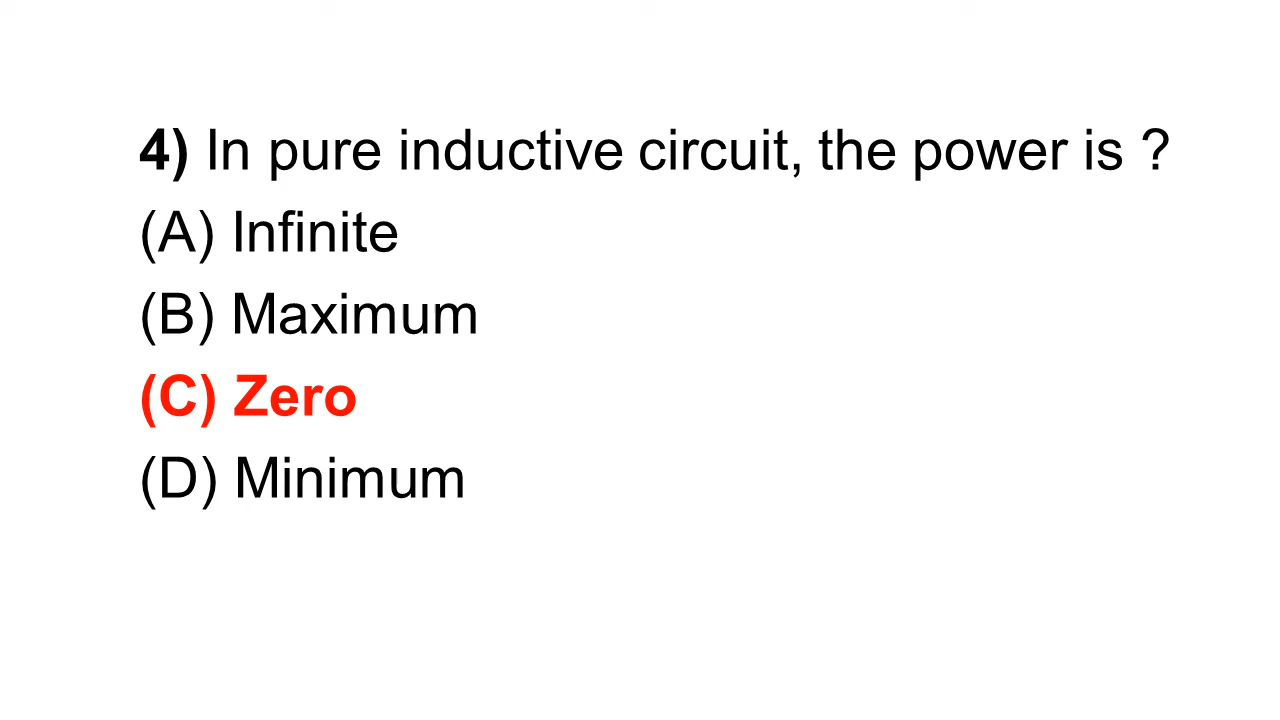 4) In pure inductive circuit, the power is ?
(A) Infinite
(B) Maximum
(C) Zero
(D) Minimum